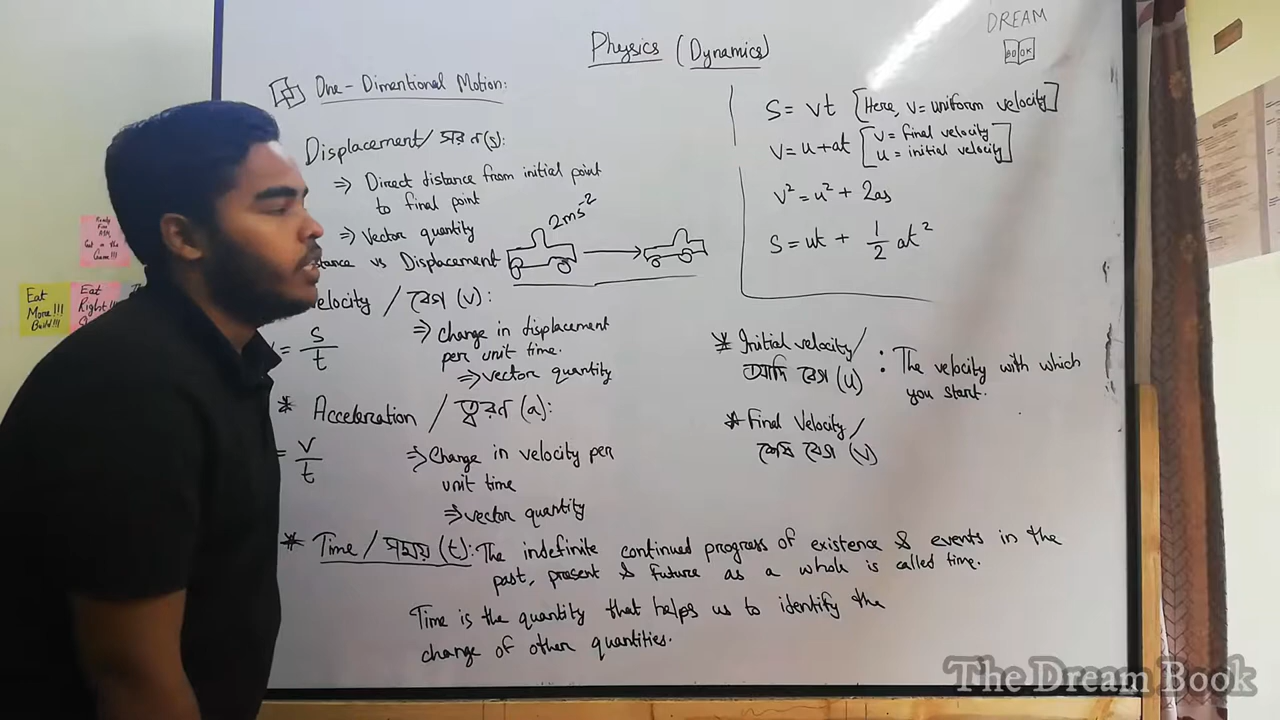 DREAM
BOOK
Physics (Dynamics)
One-Dimentional Motion:
Displacement/ সরণ(s):
⇒ Direct distance from initial point
to final point
⇒ Vector quantity
tance vs Displacement
2ms⁻²
elocity / বেগ (v):
= s/t
⇒ change in displacement
per unit time.
⇒ vector quantity
* Acceleration / ত্বরণ (a):
= v/t
⇒ Change in velocity per
unit time
⇒ vector quantity
* Time / সময় (t): The indefinite continued progress of existence & events in the
past, present & future as a whole is called time.
Time is the quantity that helps us to identify the
change of other quantities.
S = vt [Here, v = uniform velocity]
v = u + at [v = final velocity
u = initial velocity]
v² = u² + 2as
S = ut + 1/2 at²
* Initial velocity/
আদি বেগ (u)
: The velocity with which
you start.
* Final Velocity/
শেষ বেগ (v)
Eat
More!!!
Build!!!
Eat
Right!!
The Dream Book